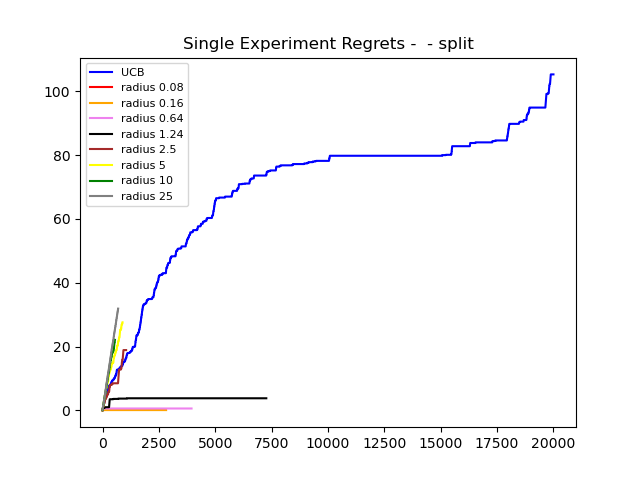 Single Experiment Regrets -  - split
UCB
radius 0.08
radius 0.16
radius 0.64
radius 1.24
radius 2.5
radius 5
radius 10
radius 25
100
80
60
40
20
0
0 2500 5000 7500 10000 12500 15000 17500 20000